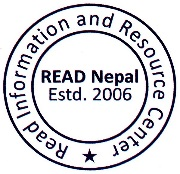 Read Information and Resource Center
READ Nepal
Estd. 2006